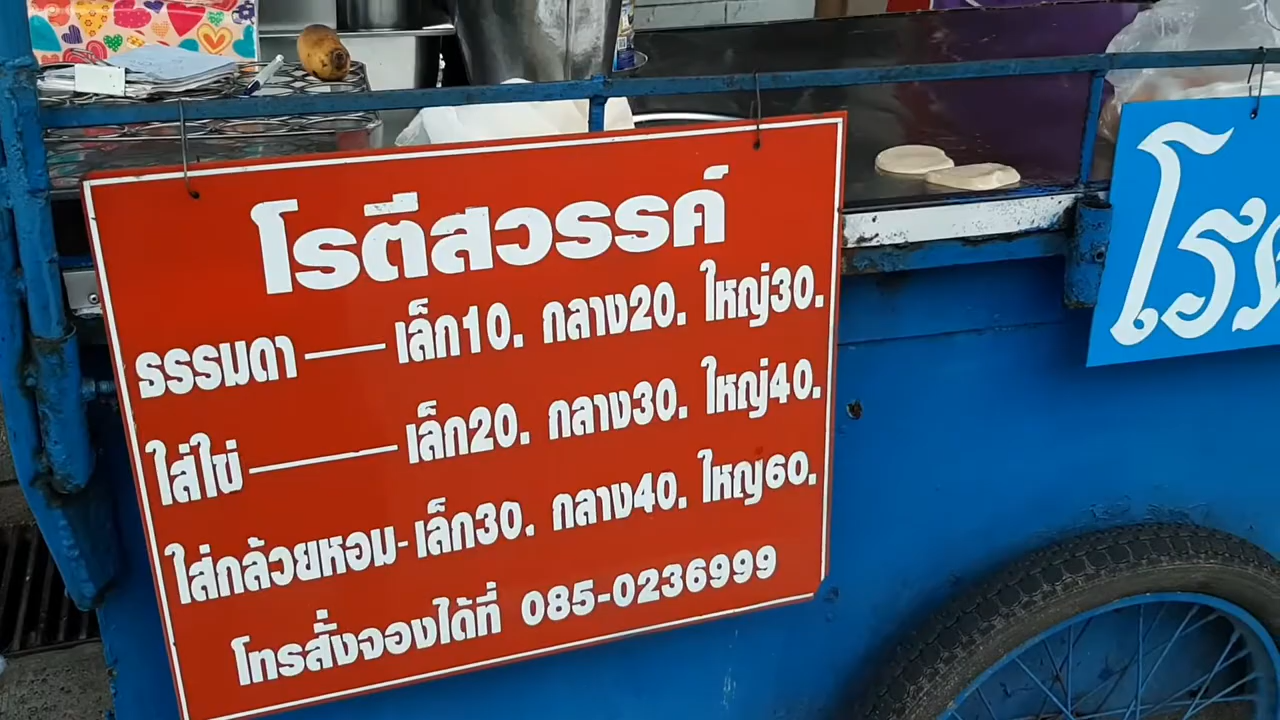 โรตีสวรรค์
ธรรมดา——เล็ก10. กลาง20. ใหญ่30.
ใส่ไข่———เล็ก20. กลาง30. ใหญ่40.
ใส่กล้วยหอม-เล็ก30. กลาง40. ใหญ่60.
โทรสั่งจองได้ที่ 085-0236999